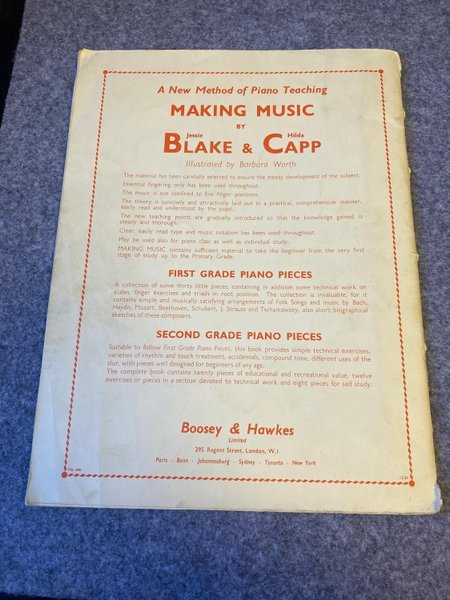 A New Method of Piano Teaching
MAKING MUSIC
BY
Jessie Hilda
BLAKE & CAPP
Illustrated by Barbara Worth
The material has been carefully selected to ensure the steady development of the subject.
Essential fingering only has been used throughout.
The music is not confined to five finger positions.
The theory is concisely and attractively laid out in a practical, comprehensive manner,
easily read and understood by the pupil.
The new teaching points are gradually introduced so that the knowledge gained is
steady and thorough.
Clear, easily read type and music notation has been used throughout.
May be used also for piano class as well as individual study.
MAKING MUSIC contains sufficient material to take the beginner from the very first
stage of study up to the Primary Grade.
FIRST GRADE PIANO PIECES
A collection of some thirty little pieces, containing in addition some technical work on
scales, finger exercises and triads in root position. The collection is invaluable, for it
contains simple and musically satisfying arrangements of Folk Songs and music by Bach,
Haydn, Mozart, Beethoven, Schubert, J. Strauss and Tschaikowsky, also short biographical
sketches of these composers.
SECOND GRADE PIANO PIECES
Suitable to follow First Grade Piano Pieces, this book provides simple technical exercises,
varieties of rhythm and touch treatment, accidentals, compound time, different uses of the
slur, with pieces well designed for beginners of any age.
The complete book contains twenty pieces of educational and recreational value, twelve
exercises or pieces in a section devoted to technical work and eight pieces for self study.
Boosey & Hawkes
Limited
295 Regent Street, London, W.1
Paris - Bonn - Johannesburg - Sydney - Toronto - New York